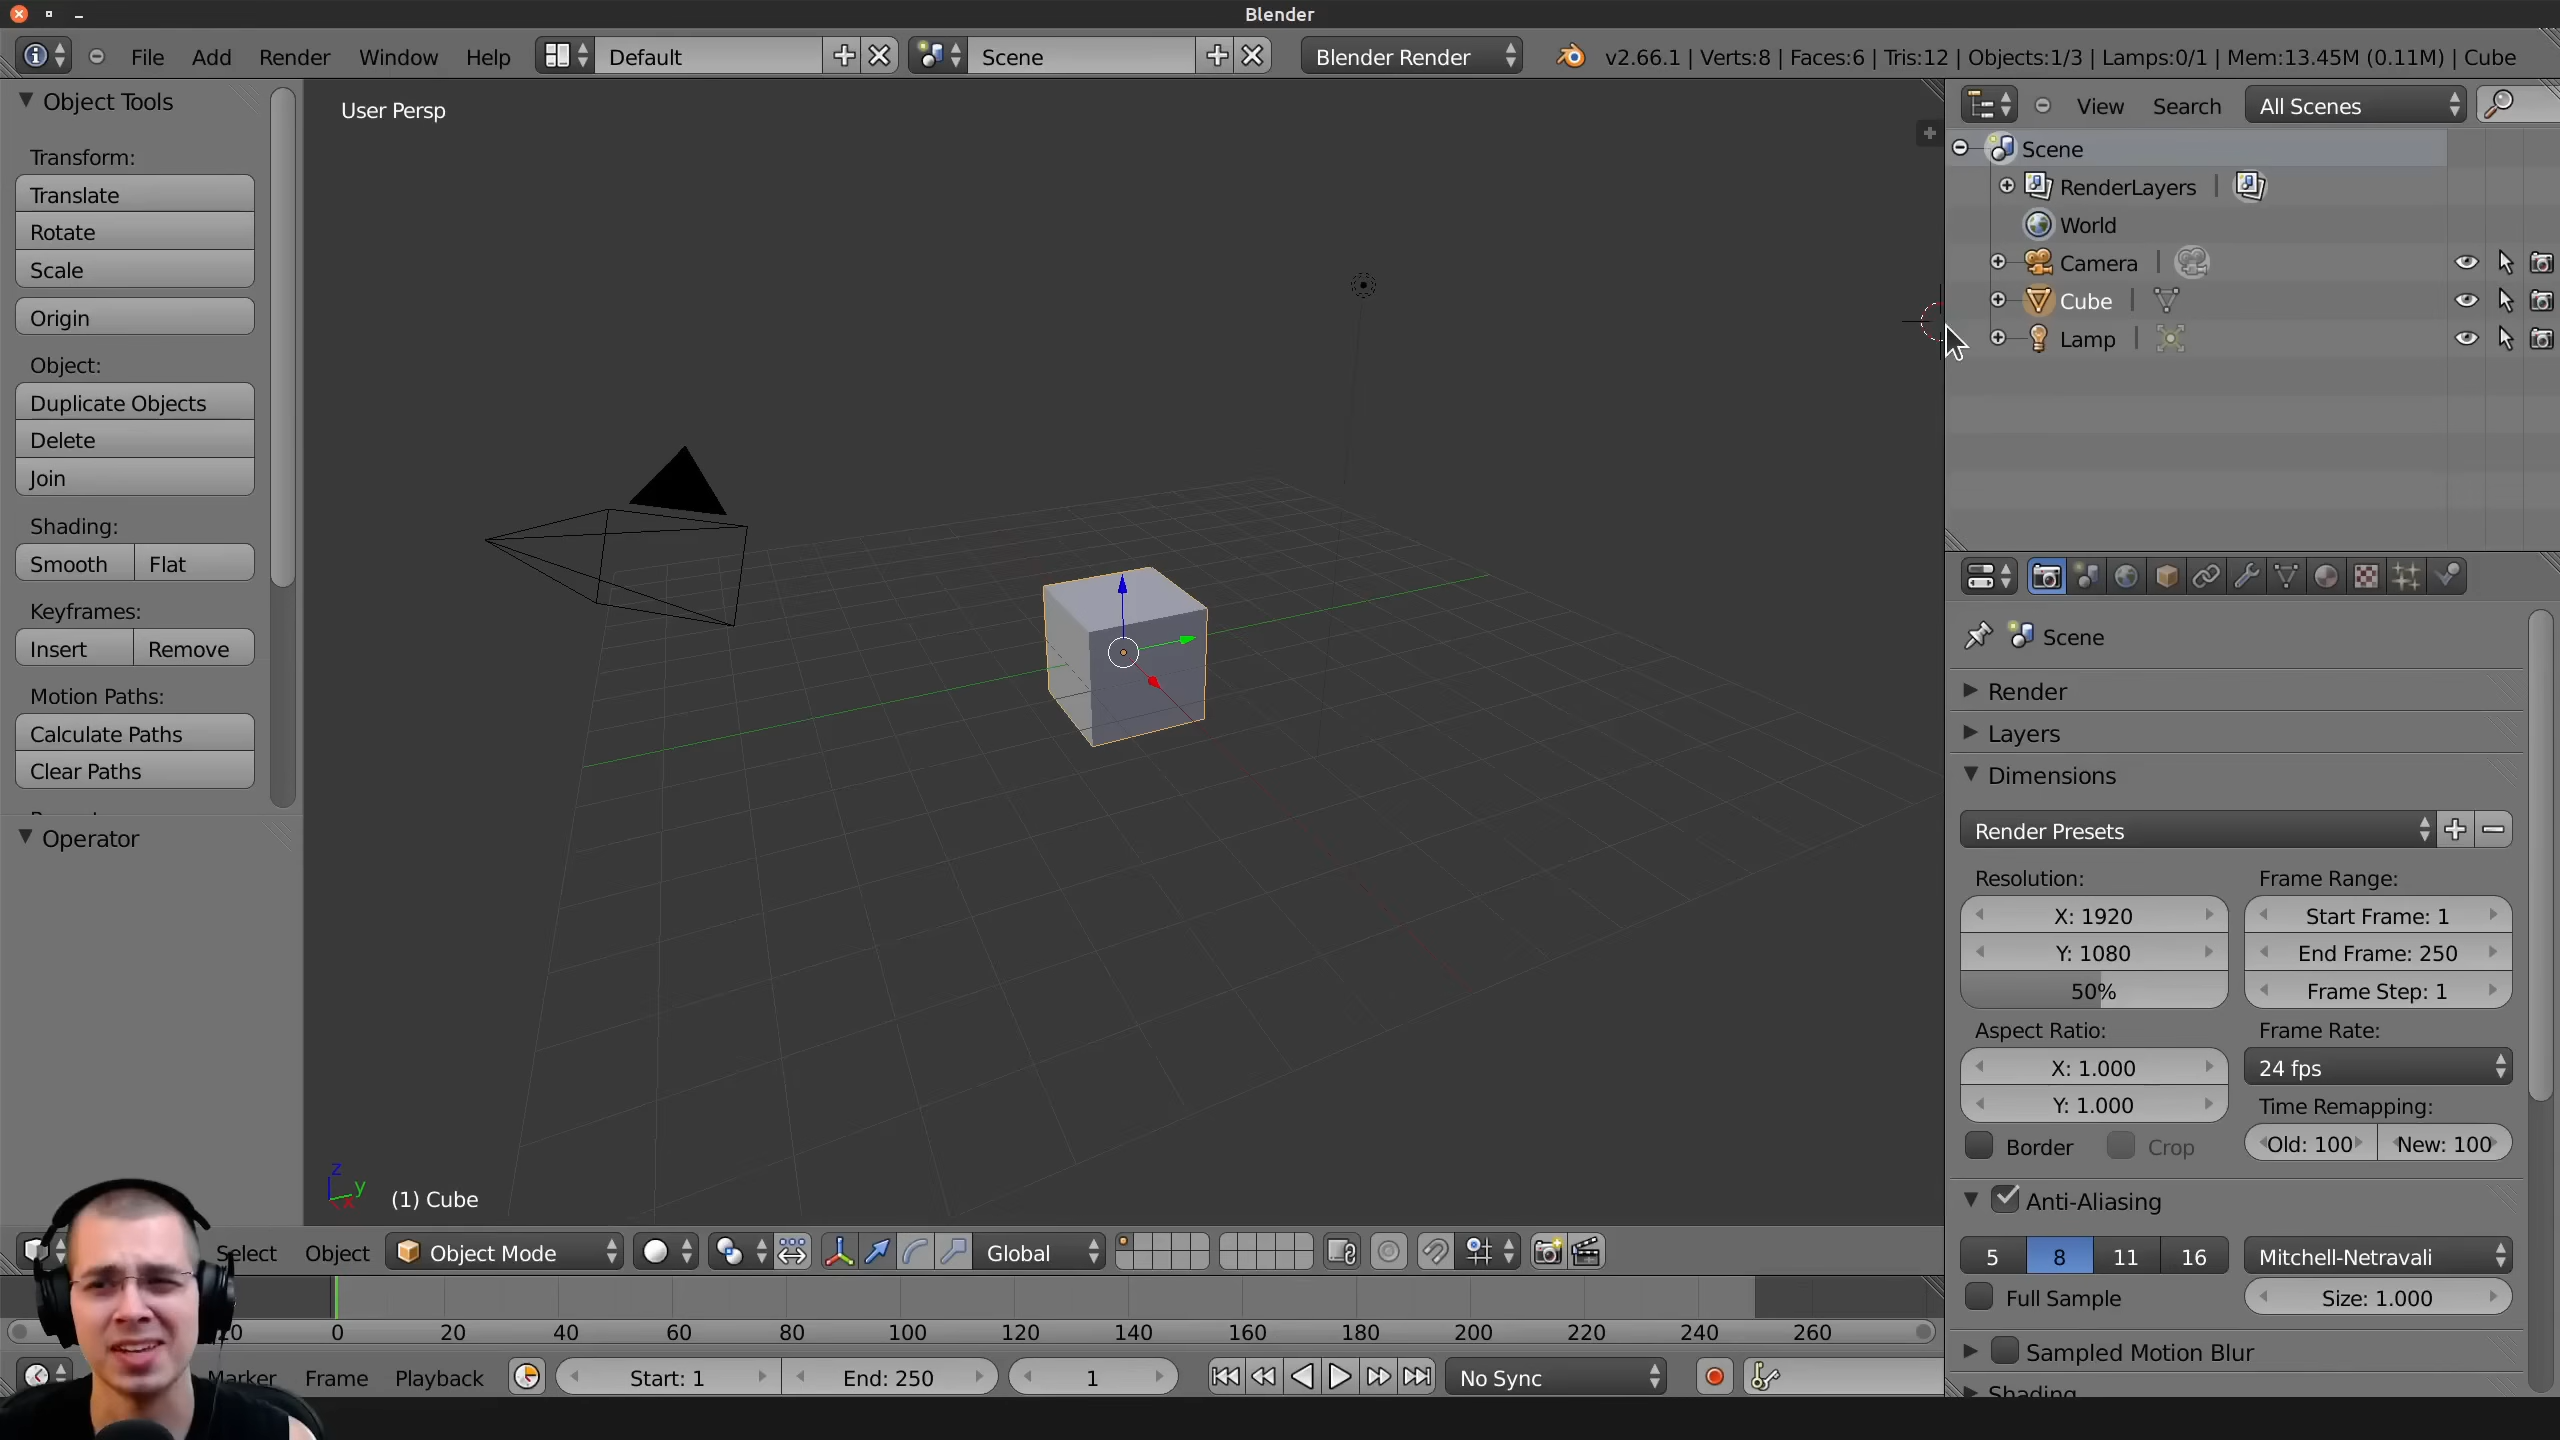 Blender
File Add Render Window Help Default Scene Blender Render v2.66.1 | Verts:8 | Faces:6 | Tris:12 | Objects:1/3 | Lamps:0/1 | Mem:13.45M (0.11M) | Cube
Object Tools
Transform:
Translate
Rotate
Scale
Origin
Object:
Duplicate Objects
Delete
Join
Shading:
Smooth Flat
Keyframes:
Insert Remove
Motion Paths:
Calculate Paths
Clear Paths
Operator
User Persp
z
y
x
(1) Cube
View Search All Scenes
Scene
RenderLayers |
World
Camera |
Cube |
Lamp |
Scene
Render
Layers
Dimensions
Render Presets
Resolution: Frame Range:
X: 1920 Start Frame: 1
Y: 1080 End Frame: 250
50% Frame Step: 1
Aspect Ratio: Frame Rate:
X: 1.000 24 fps
Y: 1.000 Time Remapping:
Border Crop Old: 100 New: 100
Anti-Aliasing
5 8 11 16 Mitchell-Netravali
Full Sample Size: 1.000
Sampled Motion Blur
Shading
Select Object Object Mode Global
0 20 40 60 80 100 120 140 160 180 200 220 240 260
Marker Frame Playback Start: 1 End: 250 1 No Sync